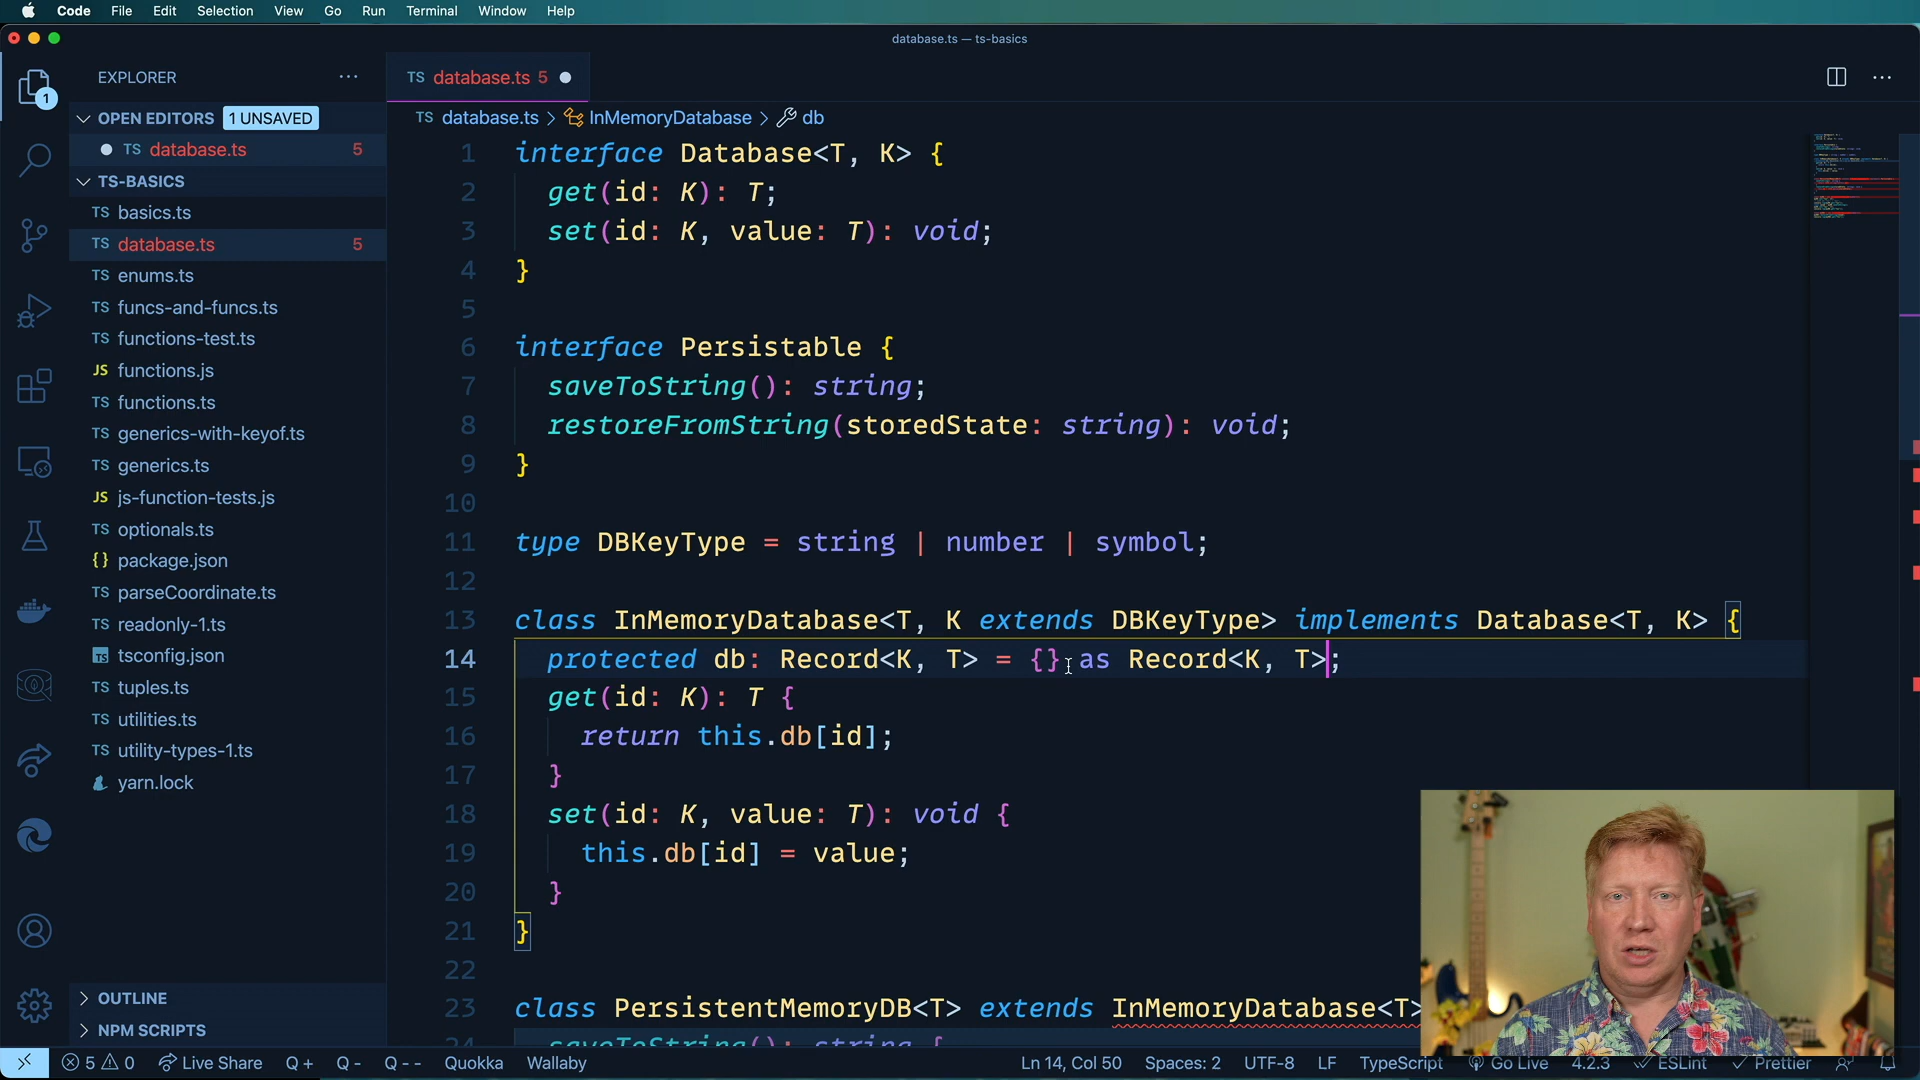 Code File Edit Selection View Go Run Terminal Window Help
database.ts — ts-basics
EXPLORER
TS database.ts 5
OPEN EDITORS 1 UNSAVED
TS database.ts > InMemoryDatabase > db
TS database.ts 5
TS-BASICS
TS basics.ts
TS database.ts 5
TS enums.ts
TS funcs-and-funcs.ts
TS functions-test.ts
JS functions.js
TS functions.ts
TS generics-with-keyof.ts
TS generics.ts
JS js-function-tests.js
TS optionals.ts
{} package.json
TS parseCoordinate.ts
TS readonly-1.ts
TS tsconfig.json
TS tuples.ts
TS utilities.ts
TS utility-types-1.ts
yarn.lock
OUTLINE
NPM SCRIPTS
1
1 interface Database<T, K> {
2 get(id: K): T;
3 set(id: K, value: T): void;
4 }
5
6 interface Persistable {
7 saveToString(): string;
8 restoreFromString(storedState: string): void;
9 }
10
11 type DBKeyType = string | number | symbol;
12
13 class InMemoryDatabase<T, K extends DBKeyType> implements Database<T, K> {
14 protected db: Record<K, T> = {} as Record<K, T>;
15 get(id: K): T {
16 return this.db[id];
17 }
18 set(id: K, value: T): void {
19 this.db[id] = value;
20 }
21 }
22
23 class PersistentMemoryDB<T> extends InMemoryDatabase<T>
24 saveToString(): string {
5 0 Live Share Q + Q - Q - - Quokka Wallaby Ln 14, Col 50 Spaces: 2 UTF-8 LF TypeScript Go Live 4.2.3 ESLint Prettier